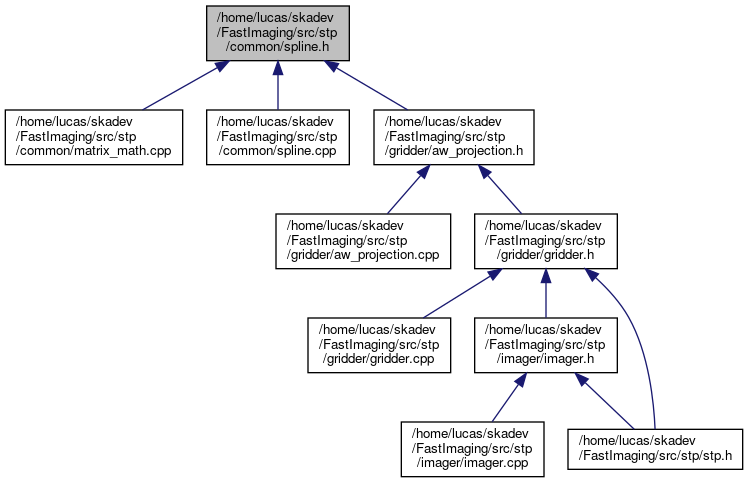 /home/lucas/skadev
/FastImaging/src/stp
/common/spline.h
/home/lucas/skadev
/FastImaging/src/stp
/common/matrix_math.cpp
/home/lucas/skadev
/FastImaging/src/stp
/common/spline.cpp
/home/lucas/skadev
/FastImaging/src/stp
/gridder/aw_projection.h
/home/lucas/skadev
/FastImaging/src/stp
/gridder/aw_projection.cpp
/home/lucas/skadev
/FastImaging/src/stp
/gridder/gridder.h
/home/lucas/skadev
/FastImaging/src/stp
/gridder/gridder.cpp
/home/lucas/skadev
/FastImaging/src/stp
/imager/imager.h
/home/lucas/skadev
/FastImaging/src/stp
/imager/imager.cpp
/home/lucas/skadev
/FastImaging/src/stp/stp.h